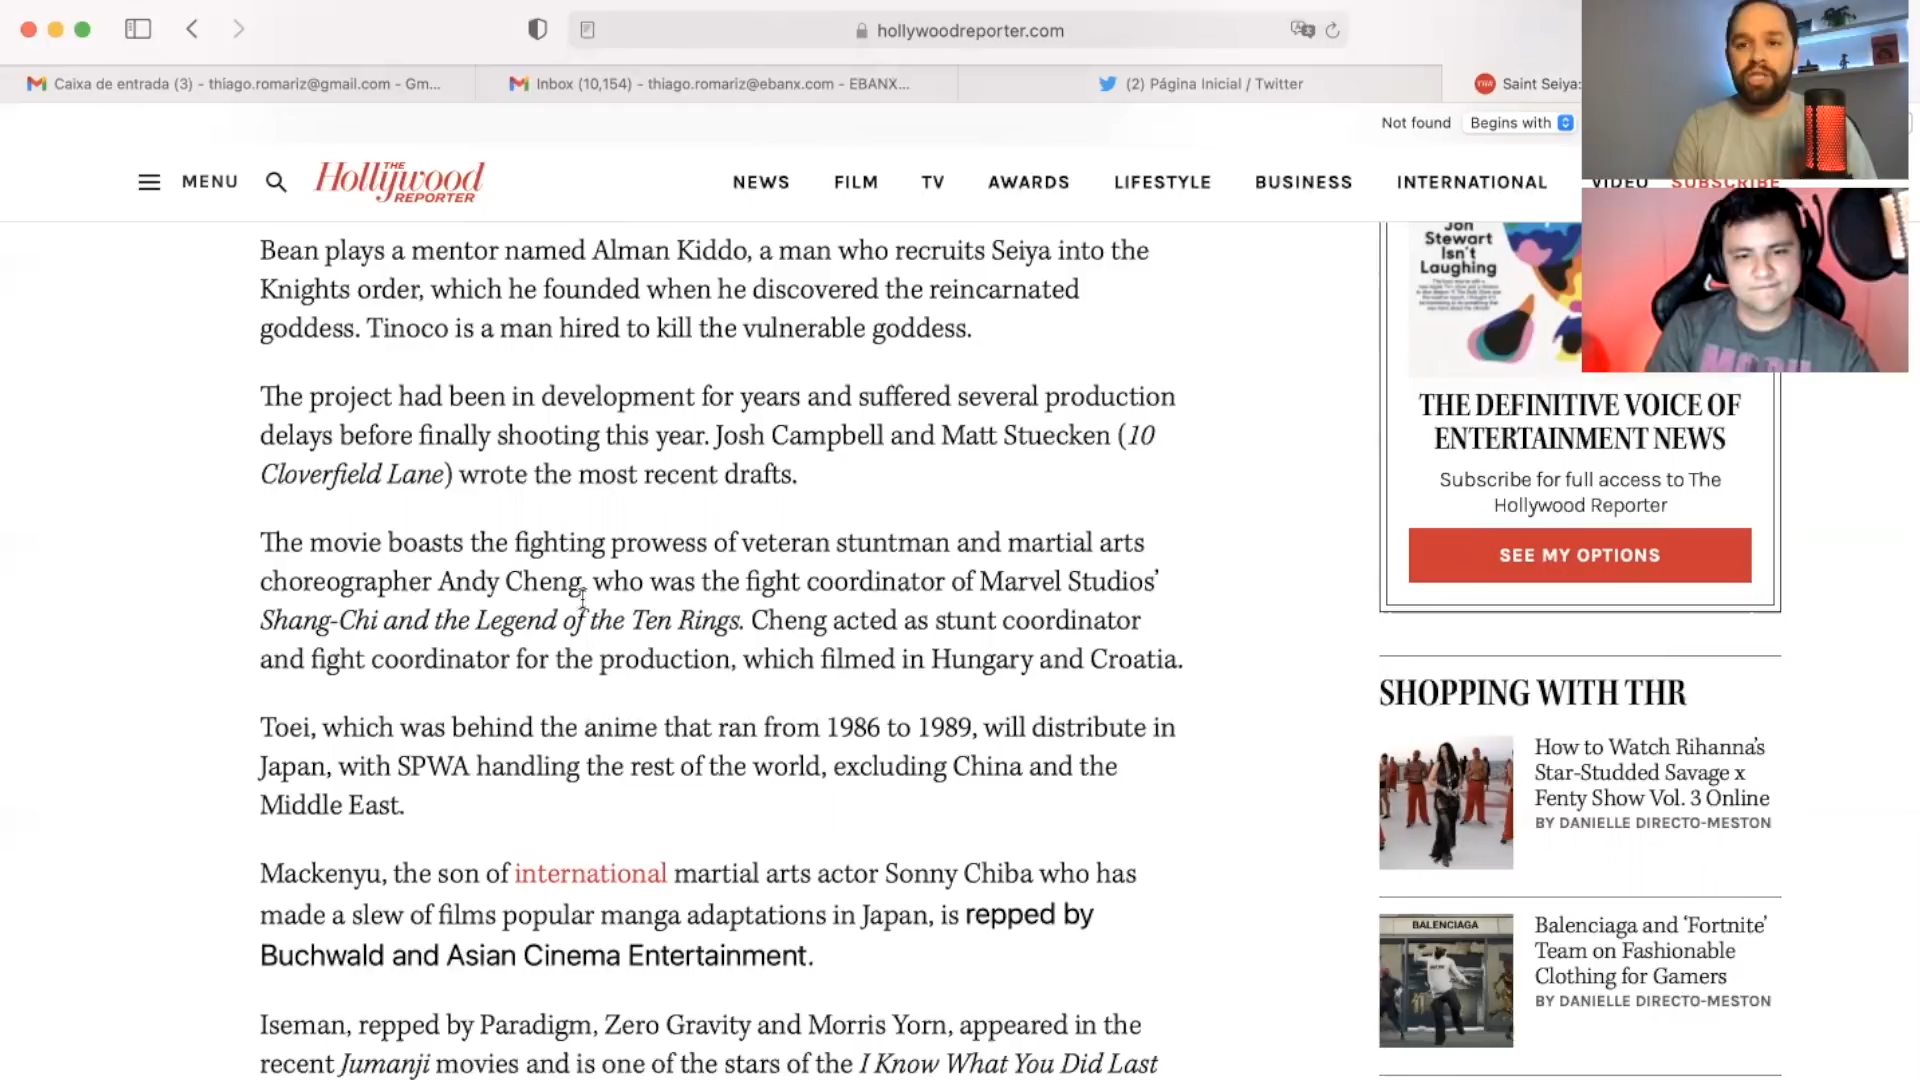 hollywoodreporter.com
Caixa de entrada (3) - thiago.romariz@gmail.com - Gm...
Inbox (10,154) - thiago.romariz@ebanx.com - EBANX...
(2) Página Inicial / Twitter
THR
Saint Seiya:
Not found
Begins with
MENU
THE
Hollywood
REPORTER
NEWS
FILM
TV
AWARDS
LIFESTYLE
BUSINESS
INTERNATIONAL
VIDEO
SUBSCRIBE
Bean plays a mentor named Alman Kiddo, a man who recruits Seiya into the
Knights order, which he founded when he discovered the reincarnated
goddess. Tinoco is a man hired to kill the vulnerable goddess.
The project had been in development for years and suffered several production
delays before finally shooting this year. Josh Campbell and Matt Stuecken (10
Cloverfield Lane) wrote the most recent drafts.
The movie boasts the fighting prowess of veteran stuntman and martial arts
choreographer Andy Cheng, who was the fight coordinator of Marvel Studios’
Shang-Chi and the Legend of the Ten Rings. Cheng acted as stunt coordinator
and fight coordinator for the production, which filmed in Hungary and Croatia.
Toei, which was behind the anime that ran from 1986 to 1989, will distribute in
Japan, with SPWA handling the rest of the world, excluding China and the
Middle East.
Mackenyu, the son of international martial arts actor Sonny Chiba who has
made a slew of films popular manga adaptations in Japan, is repped by
Buchwald and Asian Cinema Entertainment.
Iseman, repped by Paradigm, Zero Gravity and Morris Yorn, appeared in the
recent Jumanji movies and is one of the stars of the I Know What You Did Last
Jon
Stewart
Isn't
Laughing
THE DEFINITIVE VOICE OF
ENTERTAINMENT NEWS
Subscribe for full access to The
Hollywood Reporter
SEE MY OPTIONS
SHOPPING WITH THR
How to Watch Rihanna’s
Star-Studded Savage x
Fenty Show Vol. 3 Online
BY DANIELLE DIRECTO-MESTON
BALENCIAGA
Balenciaga and ‘Fortnite’
Team on Fashionable
Clothing for Gamers
BY DANIELLE DIRECTO-MESTON